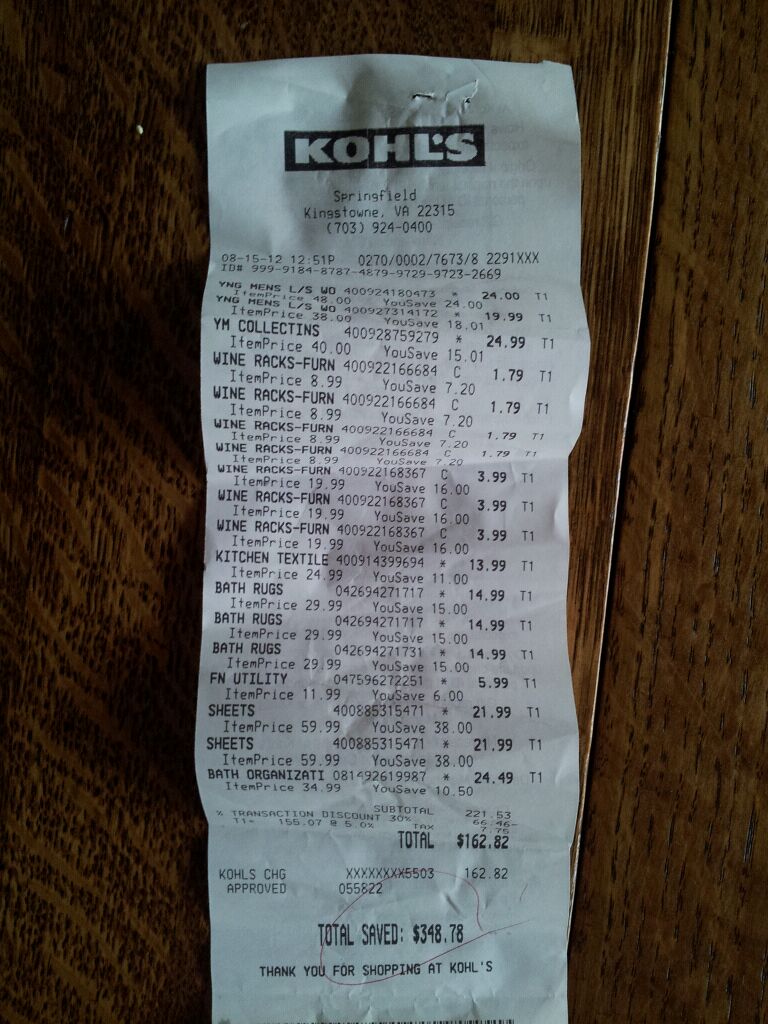 KOHL'S
Springfield
Kingstowne, VA 22315
(703) 924-0400
08-15-12 12:51P 0270/0002/7673/8 2291XXX
ID# 999-9184-8787-4879-9729-9723-2669
YNG MENS L/S WO 400924180473 * 24.00 T1
ItemPrice 48.00 YouSave 24.00
YNG MENS L/S WO 400927314172 * 19.99 T1
ItemPrice 38.00 YouSave 18.01
YM COLLECTINS 400928759279 * 24.99 T1
ItemPrice 40.00 YouSave 15.01
WINE RACKS-FURN 400922166684 C 1.79 T1
ItemPrice 8.99 YouSave 7.20
WINE RACKS-FURN 400922166684 C 1.79 T1
ItemPrice 8.99 YouSave 7.20
WINE RACKS-FURN 400922166684 C 1.79 T1
ItemPrice 8.99 YouSave 7.20
WINE RACKS-FURN 400922166684 C 1.79 T1
ItemPrice 8.99 YouSave 7.20
WINE RACKS-FURN 400922168367 C 3.99 T1
ItemPrice 19.99 YouSave 16.00
WINE RACKS-FURN 400922168367 C 3.99 T1
ItemPrice 19.99 YouSave 16.00
WINE RACKS-FURN 400922168367 C 3.99 T1
ItemPrice 19.99 YouSave 16.00
KITCHEN TEXTILE 400914399694 * 13.99 T1
ItemPrice 24.99 YouSave 11.00
BATH RUGS 042694271717 * 14.99 T1
ItemPrice 29.99 YouSave 15.00
BATH RUGS 042694271717 * 14.99 T1
ItemPrice 29.99 YouSave 15.00
BATH RUGS 042694271731 * 14.99 T1
ItemPrice 29.99 YouSave 15.00
FN UTILITY 047596272251 * 5.99 T1
ItemPrice 11.99 YouSave 6.00
SHEETS 400885315471 * 21.99 T1
ItemPrice 59.99 YouSave 38.00
SHEETS 400885315471 * 21.99 T1
ItemPrice 59.99 YouSave 38.00
BATH ORGANIZATI 081492619987 * 24.49 T1
ItemPrice 34.99 YouSave 10.50
SUBTOTAL 221.53
% TRANSACTION DISCOUNT 30% 66.46-
T1= 155.07 @ 5.0% TAX 7.75
TOTAL $162.82
KOHLS CHG XXXXXXXX5503 162.82
APPROVED 055822
TOTAL SAVED: $348.78
THANK YOU FOR SHOPPING AT KOHL'S